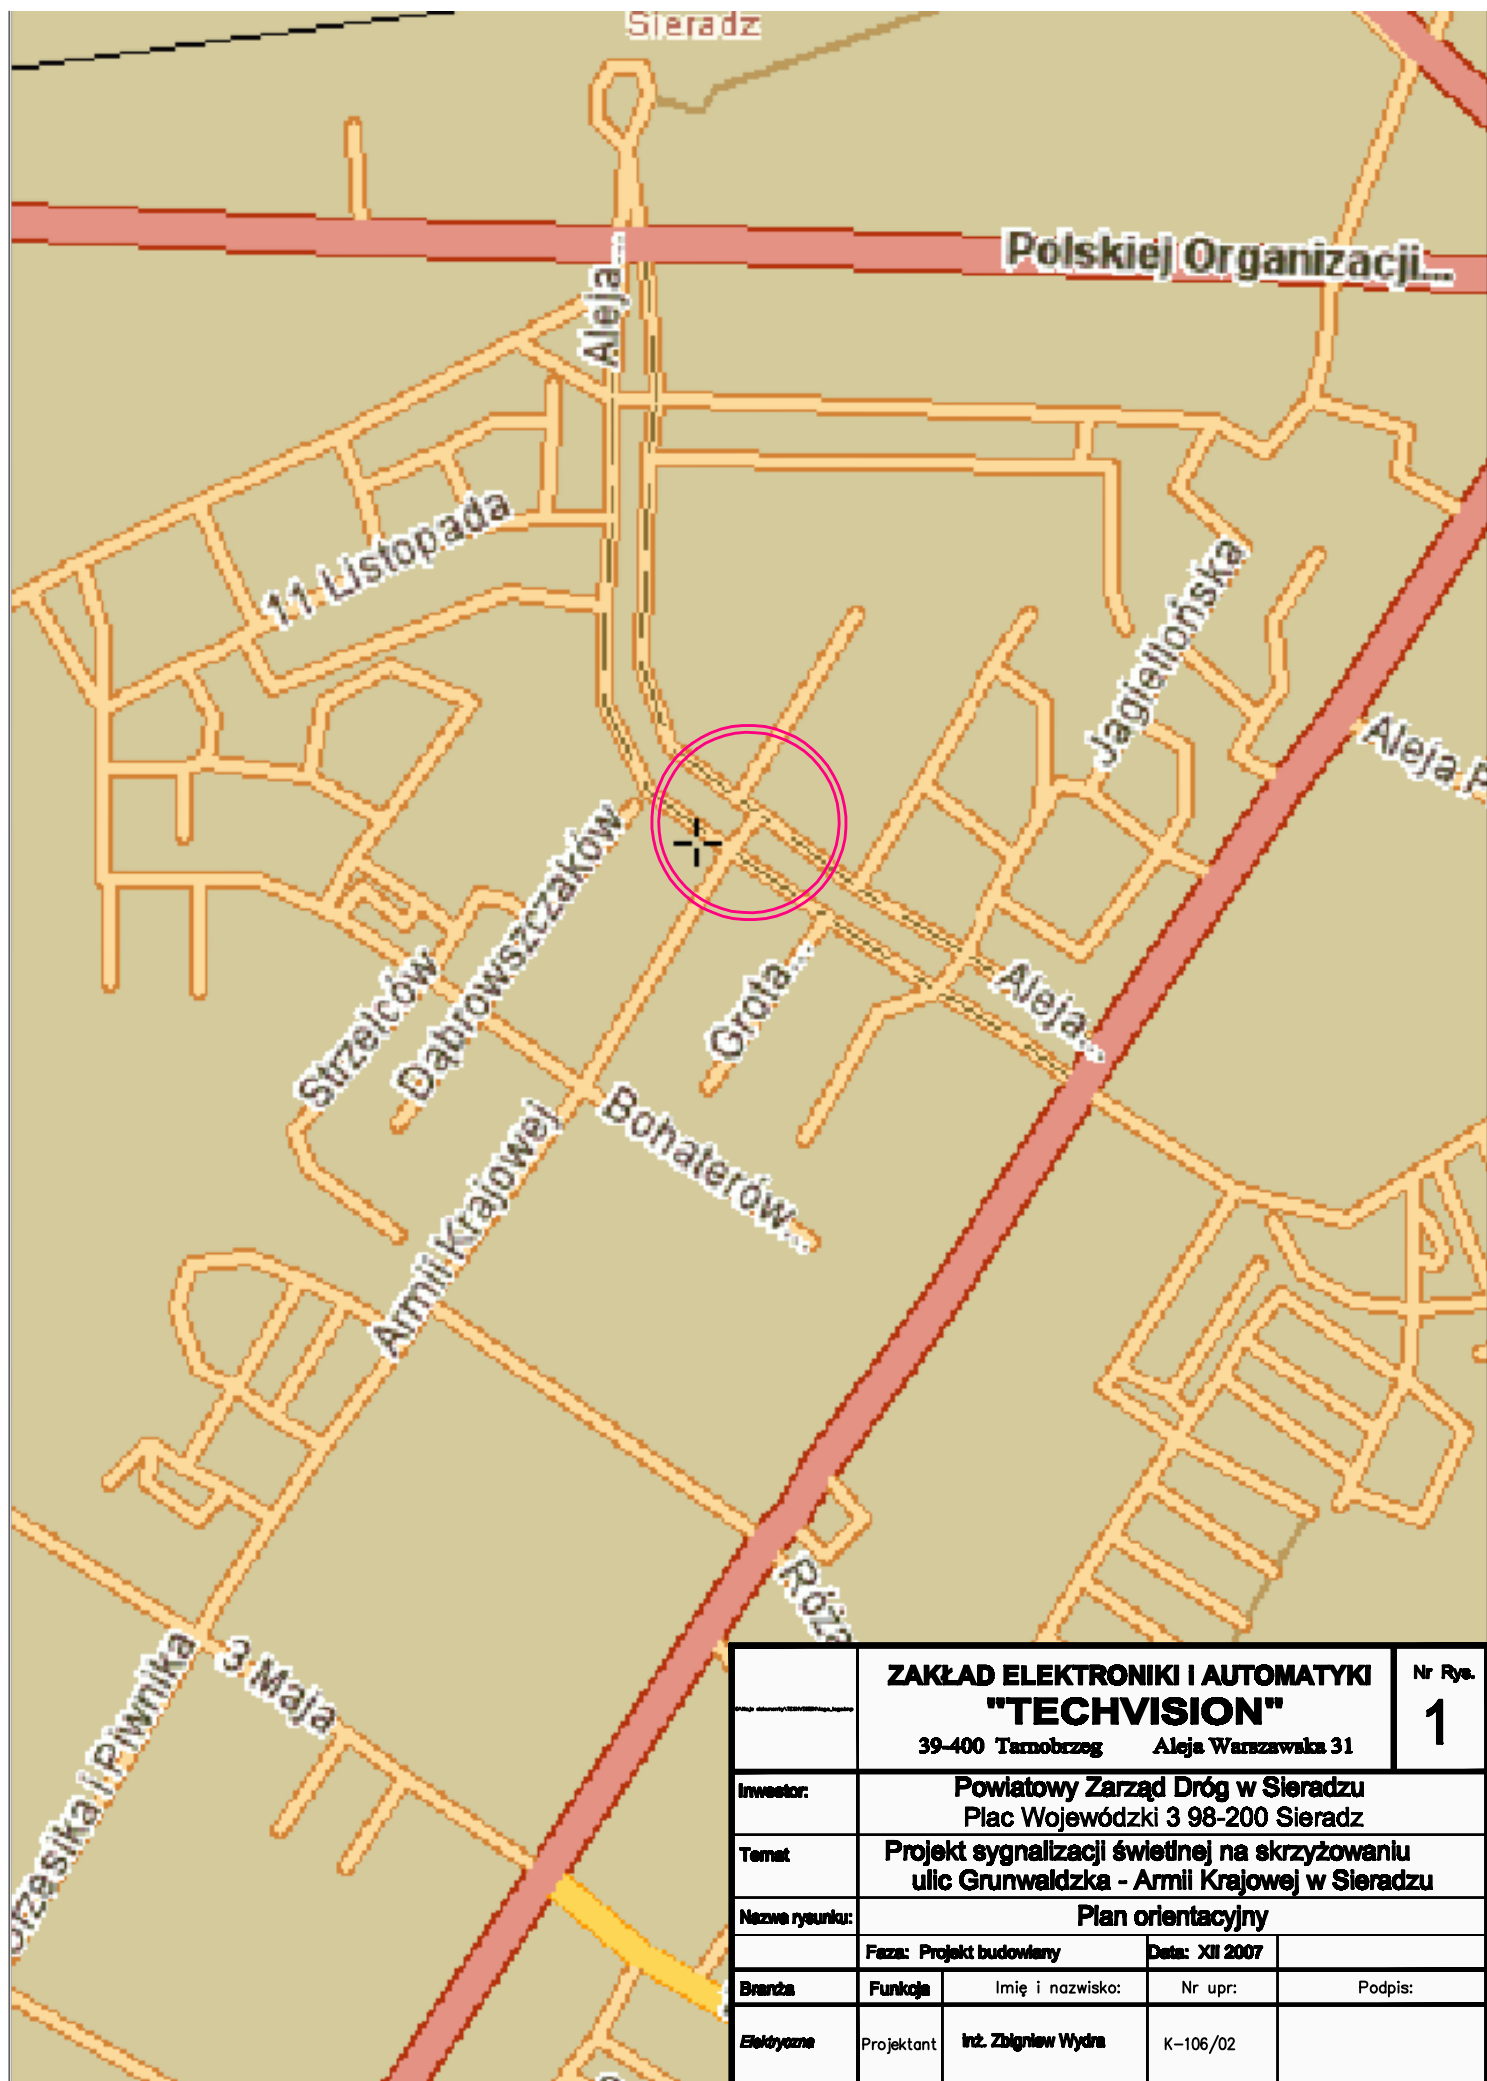 Sieradz
Polskiej Organizacji...
Aleja...
11 Listopada
Jagiellońska
Aleja P
Dąbrowszczaków
Strzelców
Grota...
Aleja...
Bohaterów...
Armii Krajowej
Róża
3 Maja
rzesika i Piwnika
ZAKŁAD ELEKTRONIKI I AUTOMATYKI
"TECHVISION"
39-400 Tarnobrzeg Aleja Warszawska 31
Nr Rys.
1
Inwestor:
Powiatowy Zarząd Dróg w Sieradzu
Plac Wojewódzki 3 98-200 Sieradz
Temat
Projekt sygnalizacji świetlnej na skrzyżowaniu
ulic Grunwaldzka - Armii Krajowej w Sieradzu
Nazwa rysunku:
Plan orientacyjny
Faza: Projekt budowlany
Data: XII 2007
Branża
Funkcja
Imię i nazwisko:
Nr upr:
Podpis:
Elektryczna
Projektant
inż. Zbigniew Wydra
K-106/02